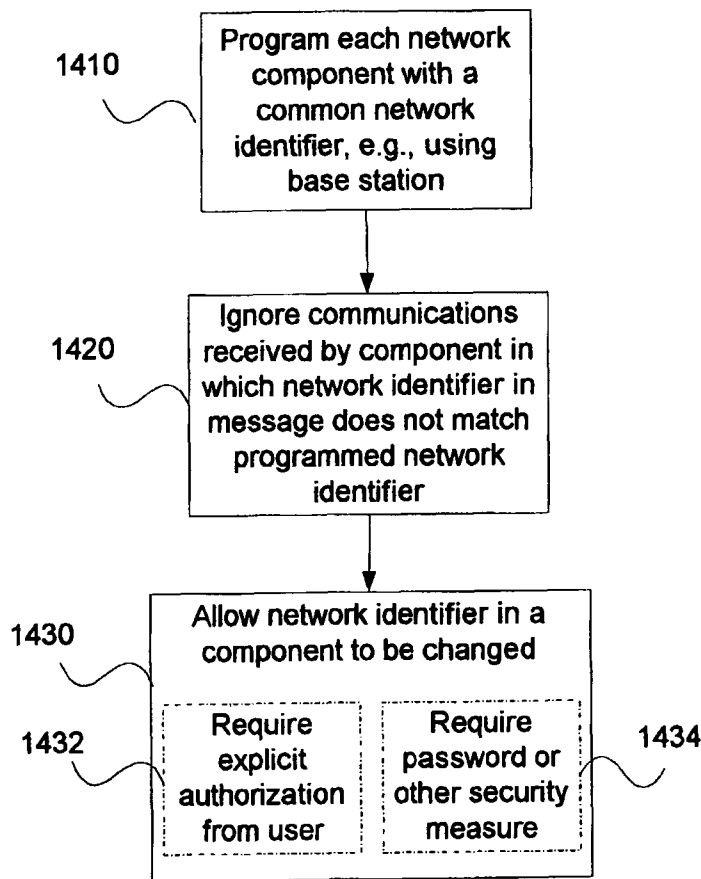 1410
Program each network
component with a
common network
identifier, e.g., using
base station
1420
Ignore communications
received by component in
which network identifier in
message does not match
programmed network
identifier
1430
Allow network identifier in a
component to be changed
1432
Require
explicit
authorization
from user
Require
password or
other security
measure
1434